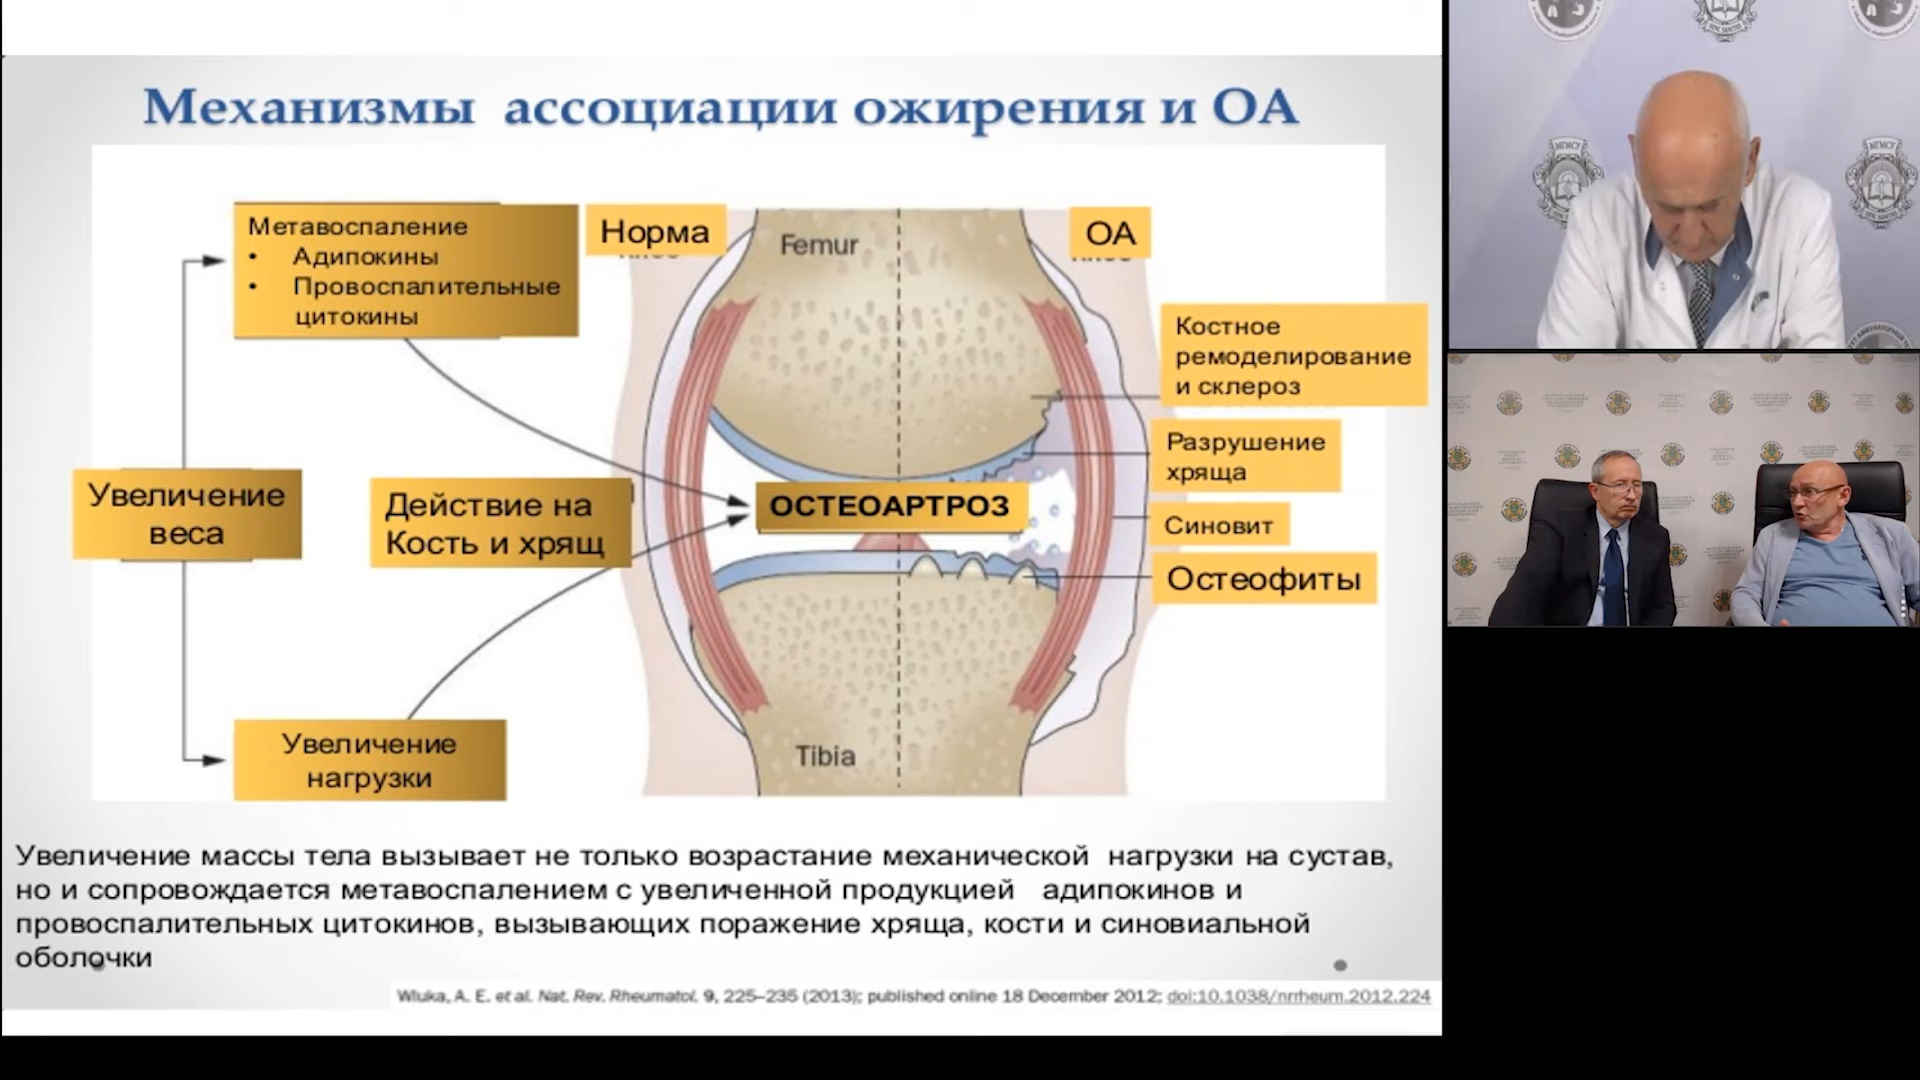 Механизмы ассоциации ожирения и ОА
Метавоспаление
• Адипокины
• Провоспалительные
цитокины
Норма
Femur
ОА
Костное
ремоделирование
и склероз
Разрушение
хряща
Синовит
Остеофиты
Увеличение
веса
Действие на
Кость и хрящ
ОСТЕОАРТРОЗ
Увеличение
нагрузки
Tibia
Увеличение массы тела вызывает не только возрастание механической нагрузки на сустав,
но и сопровождается метавоспалением с увеличенной продукцией адипокинов и
провоспалительных цитокинов, вызывающих поражение хряща, кости и синовиальной
оболочки
Wluka, A. E. et al. Nat. Rev. Rheumatol. 9, 225–235 (2013); published online 18 December 2012; doi:10.1038/nrrheum.2012.224
МГМСУ
МГМСУ